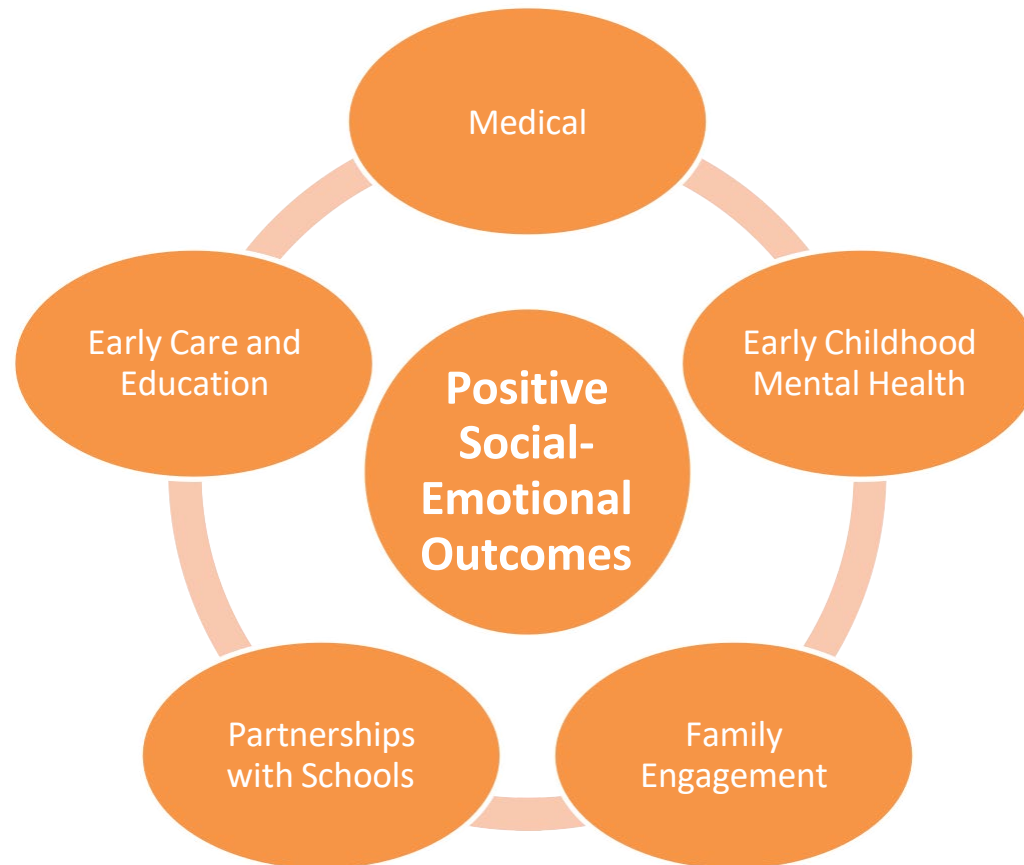 Medical
Early Care and
Education
Early Childhood
Mental Health
Positive
Social-
Emotional
Outcomes
Partnerships
with Schools
Family
Engagement